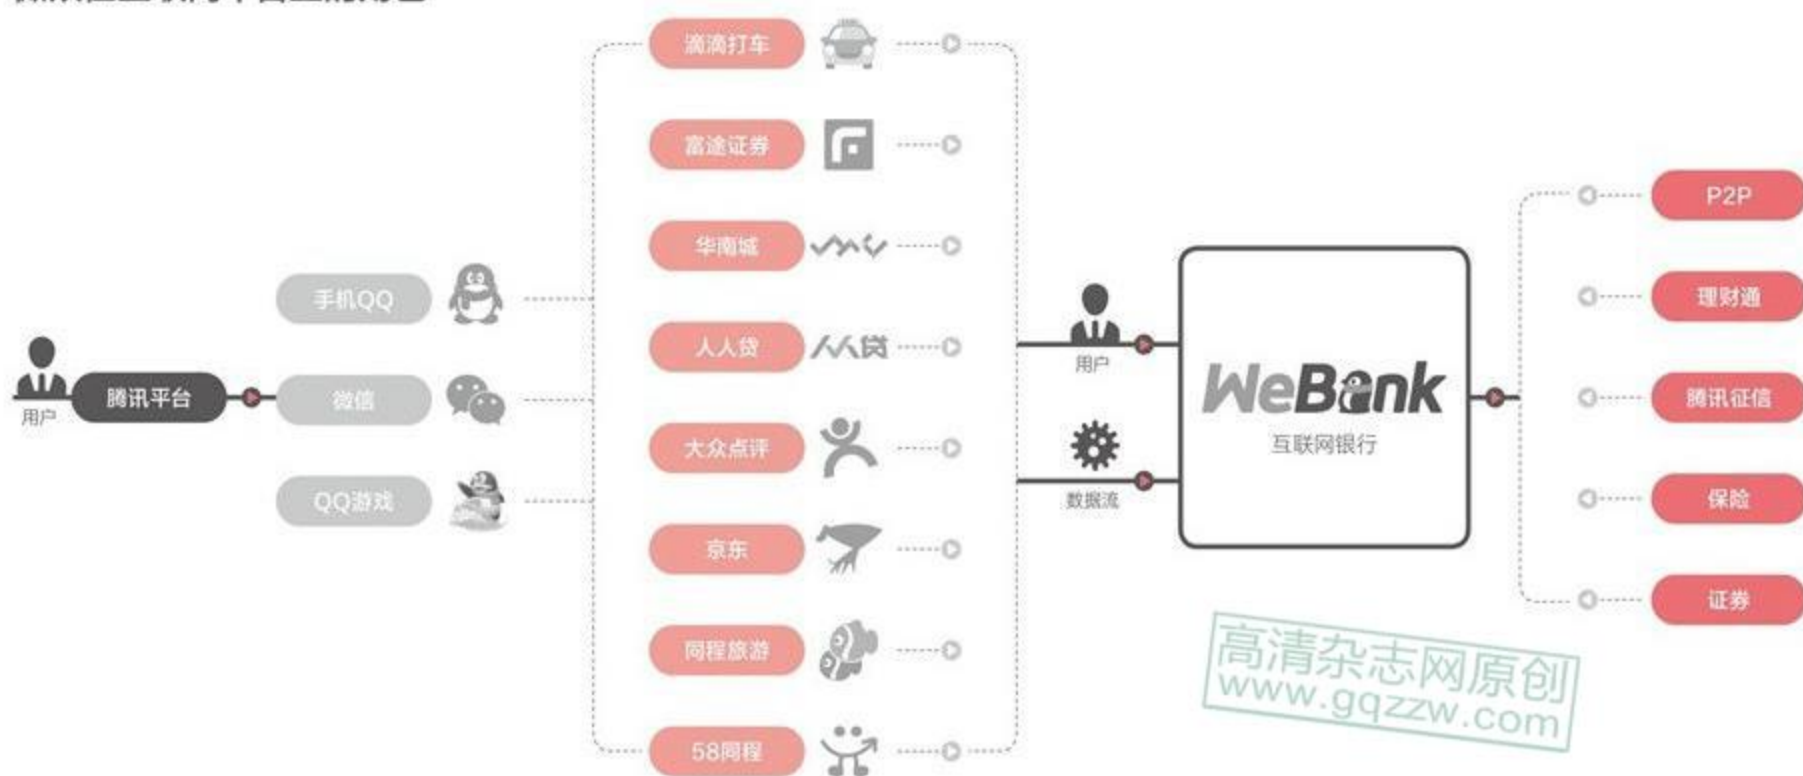 用户
腾讯平台
手机QQ
微信
QQ游戏
滴滴打车
富途证券
华南城
人人贷
人人贷
大众点评
京东
同程旅游
58同程
用户
数据流
WeBank
互联网银行
P2P
理财通
腾讯征信
保险
证券
高清杂志网原创
www.gqzzw.com